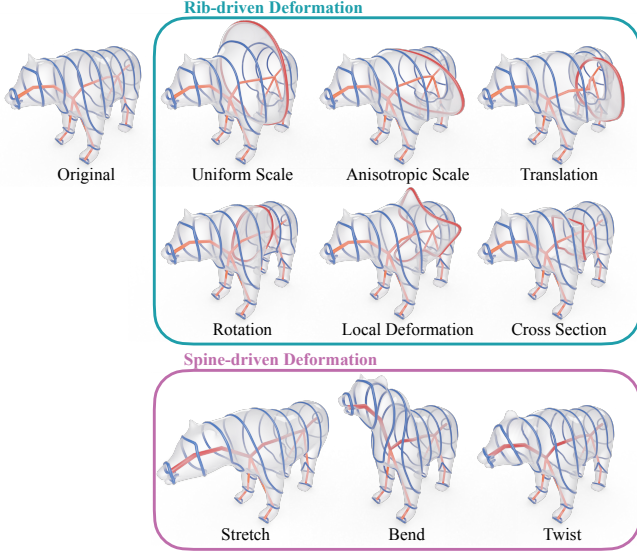 Rib-driven Deformation
Original
Uniform Scale
Anisotropic Scale
Translation
Rotation
Local Deformation
Cross Section
Spine-driven Deformation
Stretch
Bend
Twist